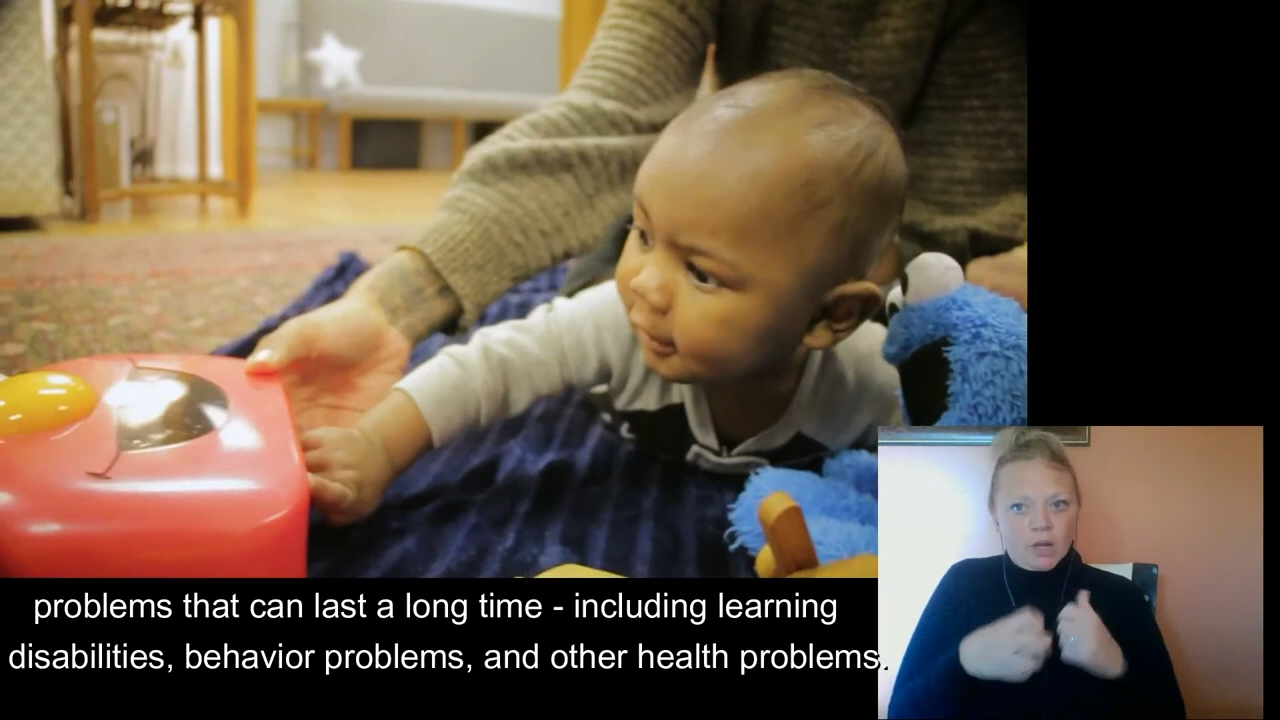 problems that can last a long time - including learning
disabilities, behavior problems, and other health problems.